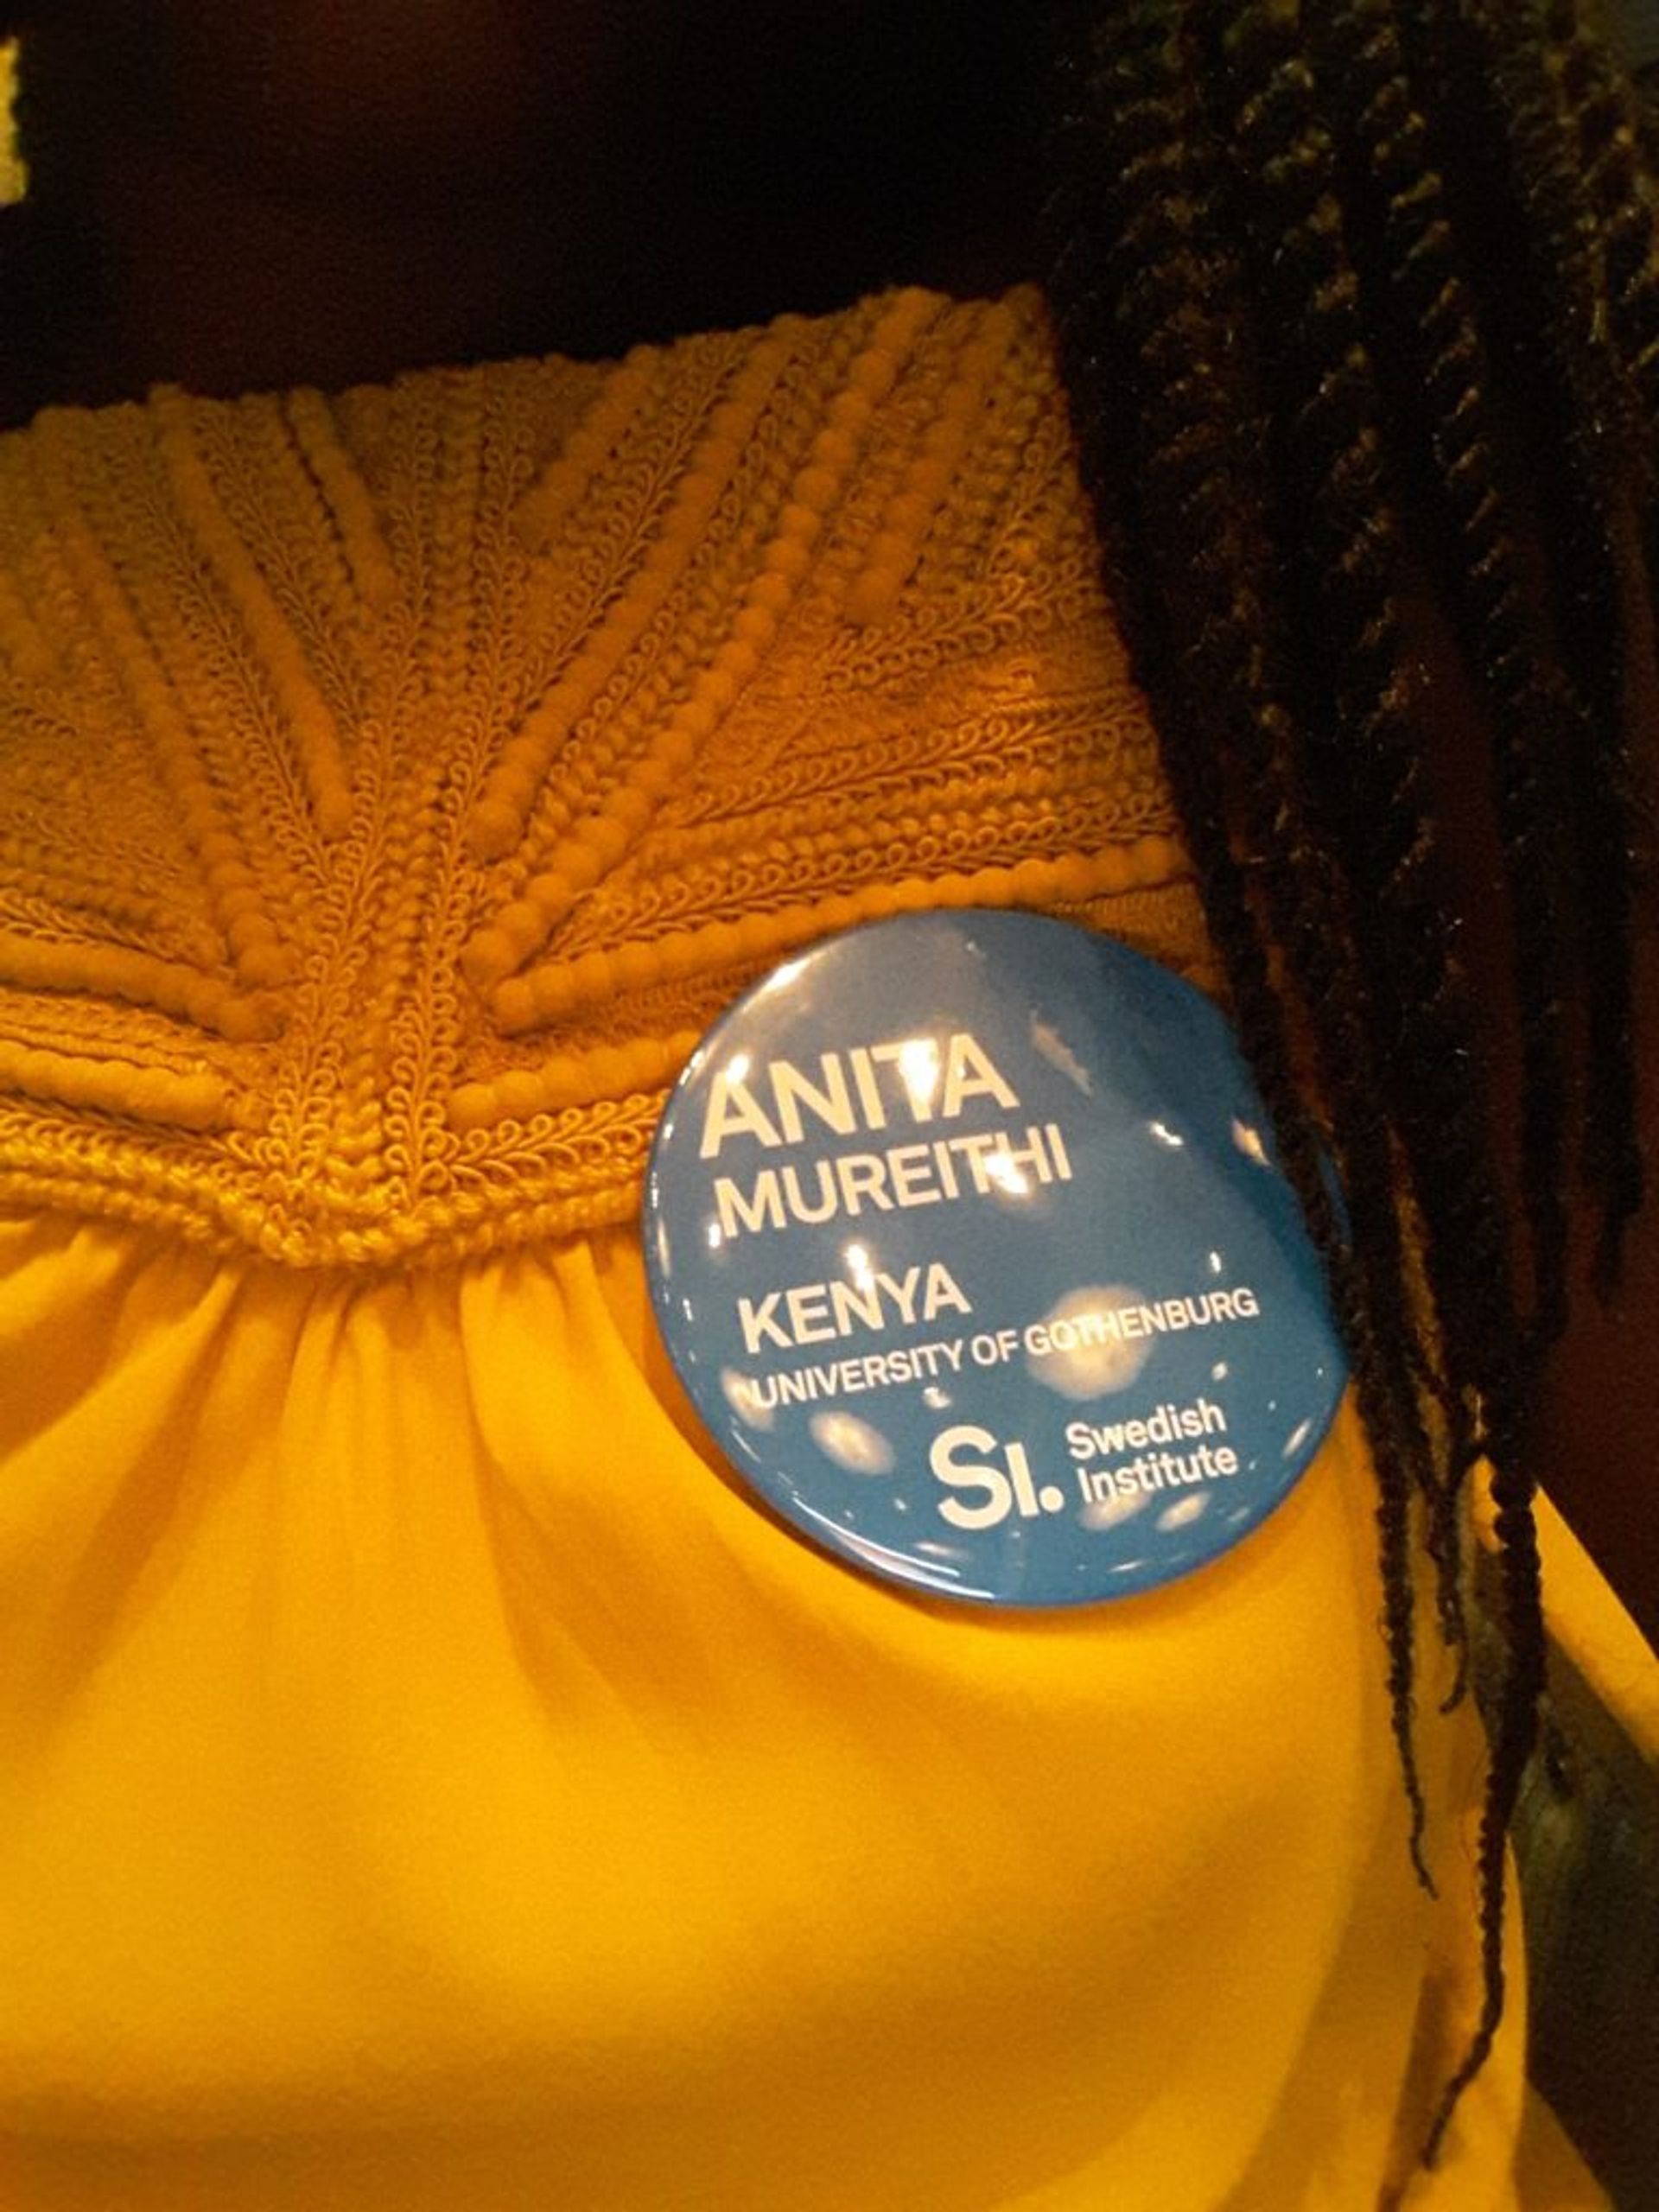 ANITA
MUREITHI
KENYA
UNIVERSITY OF GOTHENBURG
SI. Swedish
Institute